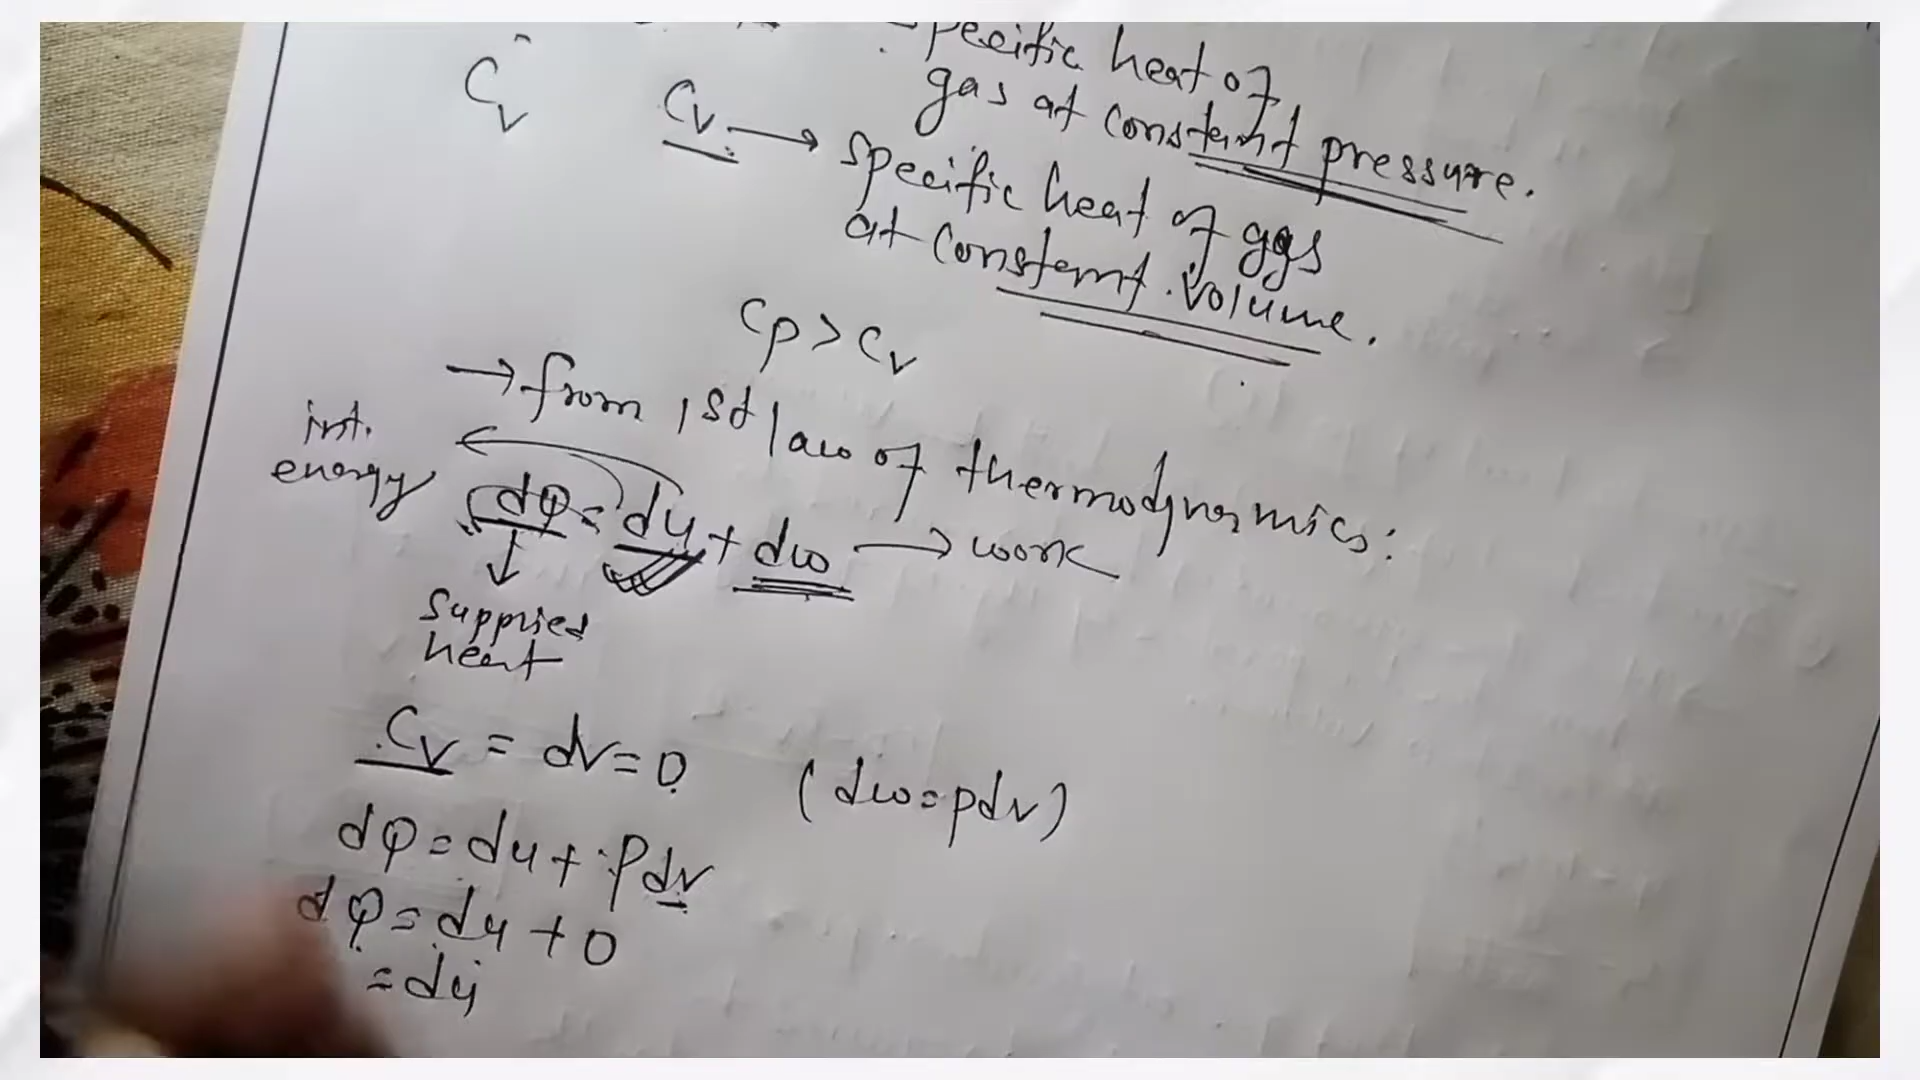 specific heat of
gas at constant pressure.
Cv
Cv → specific heat of gas
at constant volume.
Cp > Cv
→ from 1st law of thermodynamics:
int.
energy
dQ = du + dw → work
Supplied
heat
Cv = dv = 0 (dw = pdv)
dQ = du + Pdv
dQ = du + 0
= du